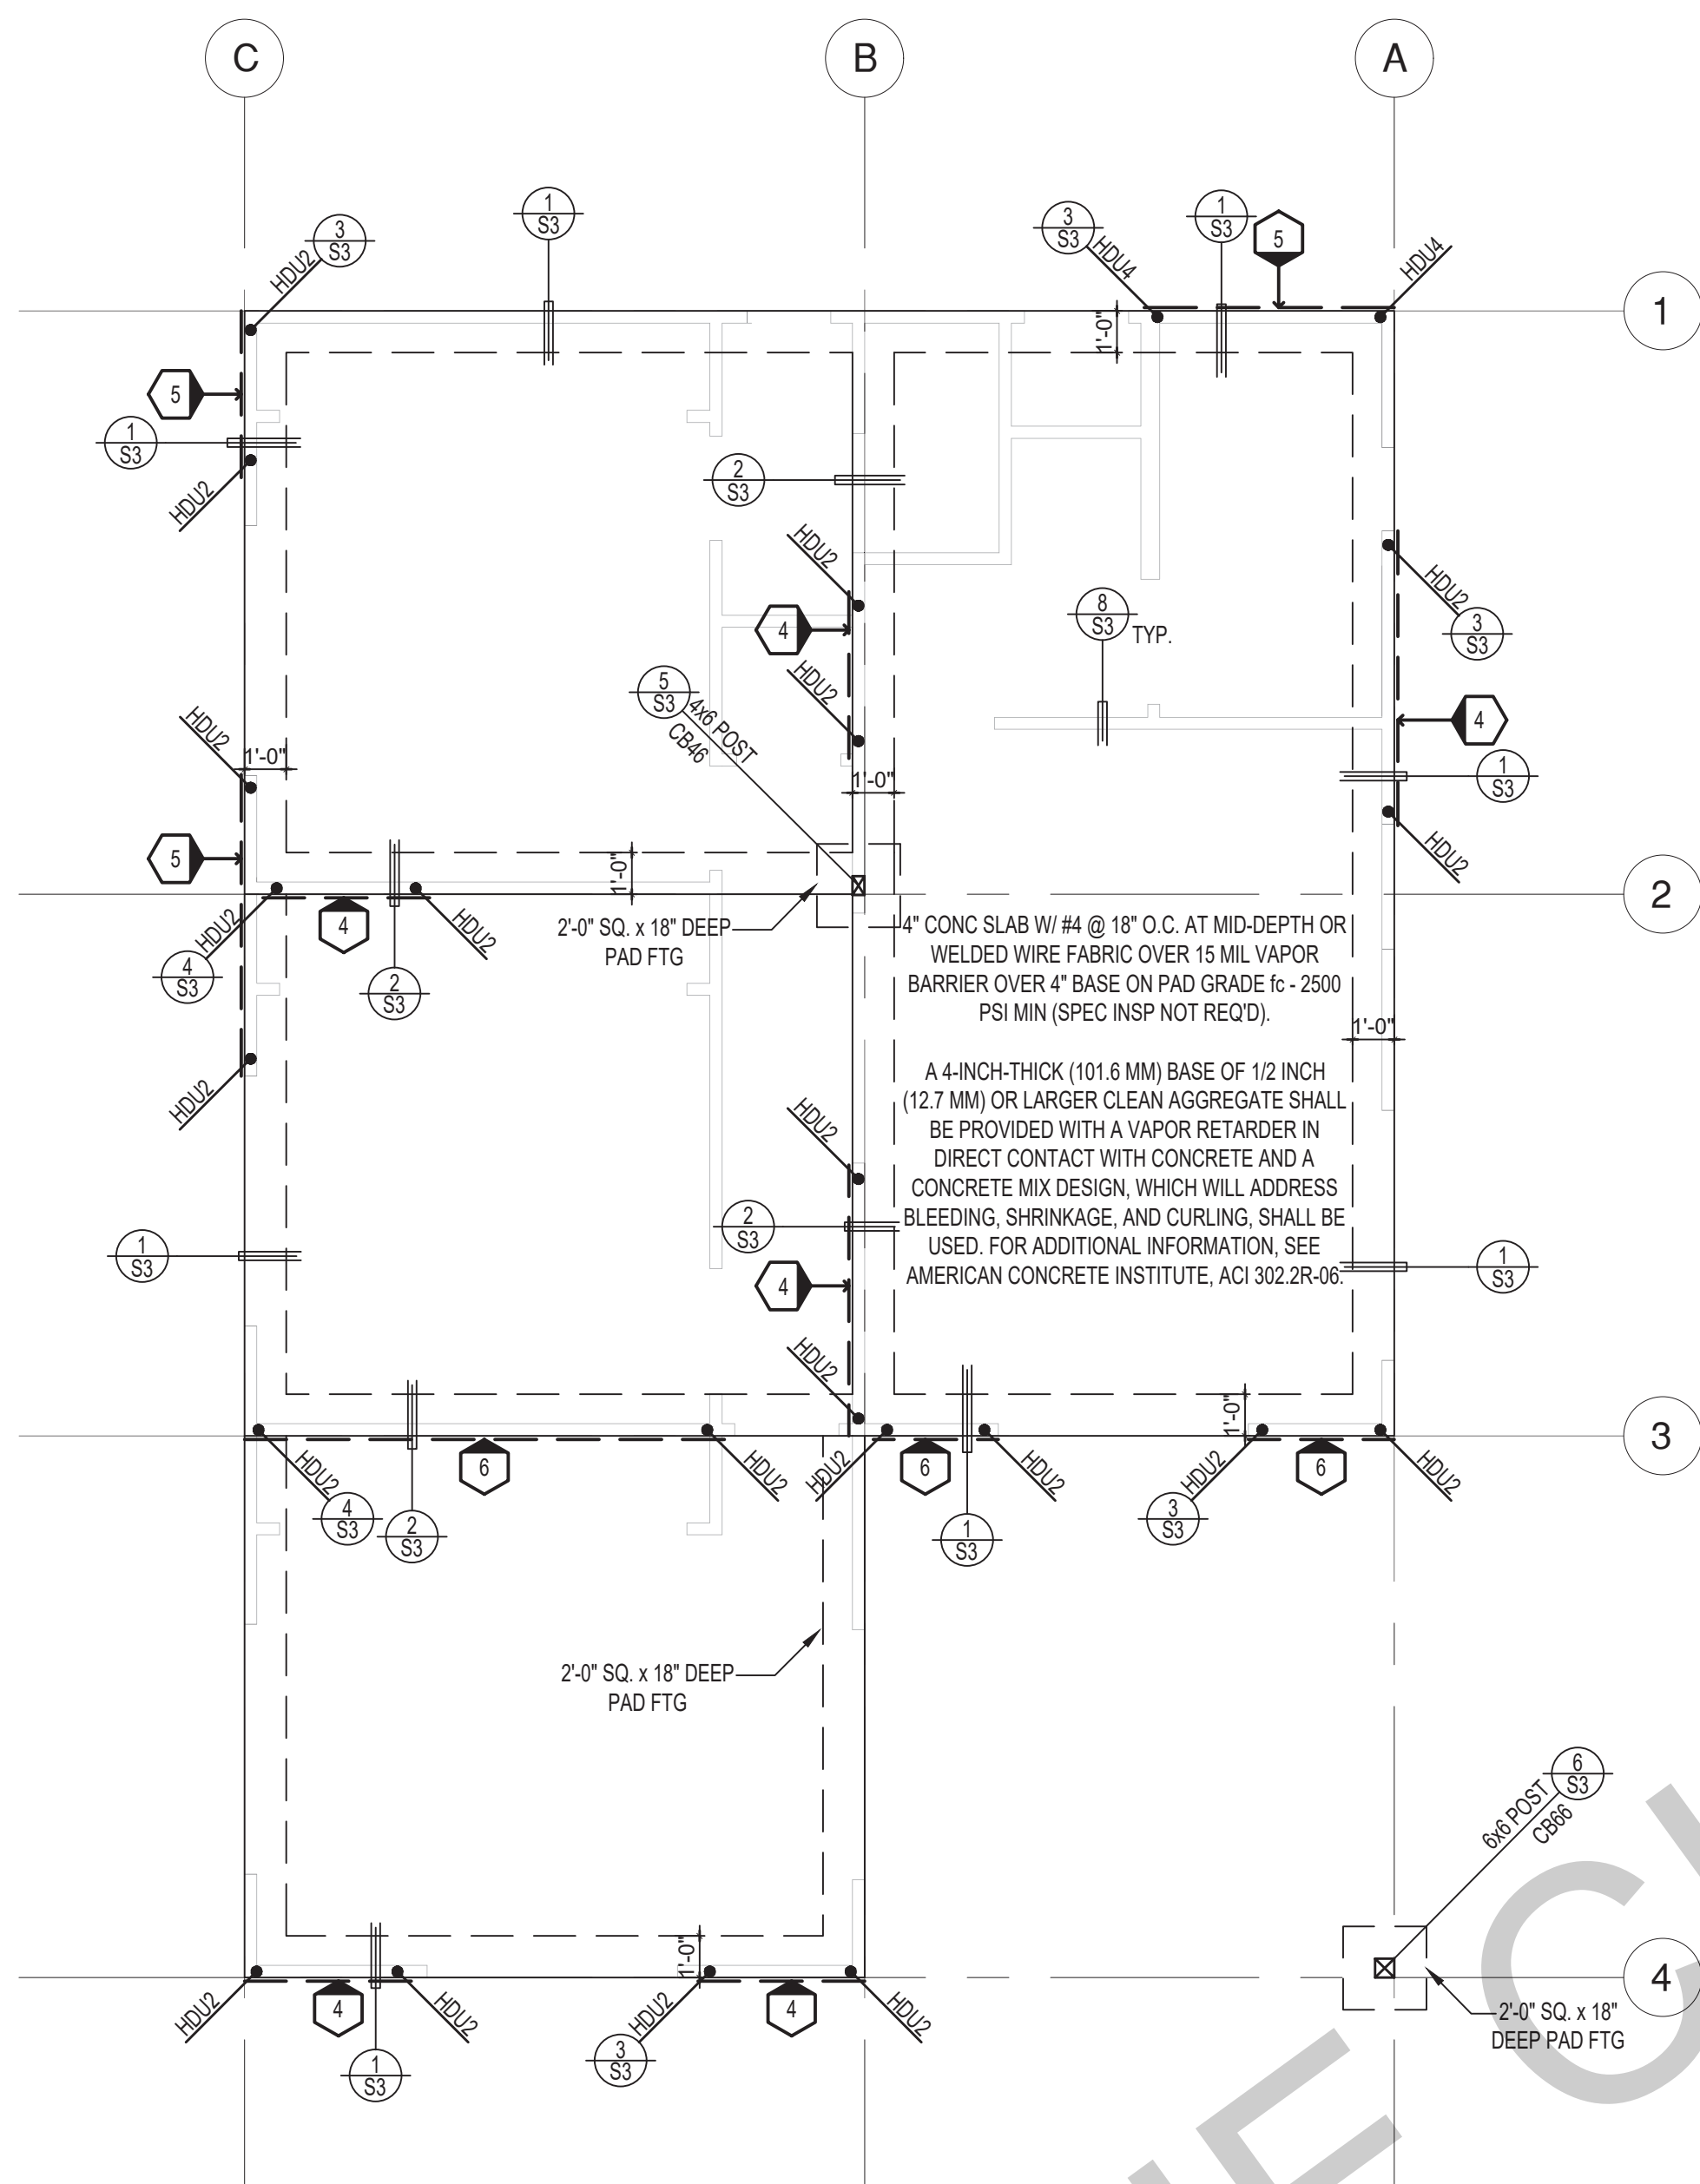 C
B
A
1
S3
3
S3
HDU2
3
S3
HDU4
1
S3
5
HDU4
1
1'-0"
5
1
S3
HDU2
2
S3
HDU2
4
HDU2
HDU2
3
S3
8
S3
TYP.
5
S3
4x6 POST
CB46
4
1
S3
HDU2
1'-0"
1'-0"
HDU2
5
1'-0"
2
HDU2
4
S3
4
HDU2
2
S3
2'-0" SQ. x 18" DEEP
PAD FTG
4" CONC SLAB W/ #4 @ 18" O.C. AT MID-DEPTH OR
WELDED WIRE FABRIC OVER 15 MIL VAPOR
BARRIER OVER 4" BASE ON PAD GRADE fc - 2500
PSI MIN (SPEC INSP NOT REQ'D).
1'-0"
A 4-INCH-THICK (101.6 MM) BASE OF 1/2 INCH
(12.7 MM) OR LARGER CLEAN AGGREGATE SHALL
BE PROVIDED WITH A VAPOR RETARDER IN
DIRECT CONTACT WITH CONCRETE AND A
CONCRETE MIX DESIGN, WHICH WILL ADDRESS
BLEEDING, SHRINKAGE, AND CURLING, SHALL BE
USED. FOR ADDITIONAL INFORMATION, SEE
AMERICAN CONCRETE INSTITUTE, ACI 302.2R-06.
HDU2
HDU2
2
S3
1
S3
1
S3
4
HDU2
1'-0"
3
HDU2
4
S3
2
S3
6
HDU2
HDU2
6
HDU2
1
S3
HDU2
3
S3
6
HDU2
2'-0" SQ. x 18" DEEP
PAD FTG
6
S3
6x6 POST
CB66
1'-0"
4
HDU2
4
HDU2
1
S3
HDU2
3
S3
4
HDU2
2'-0" SQ. x 18"
DEEP PAD FTG